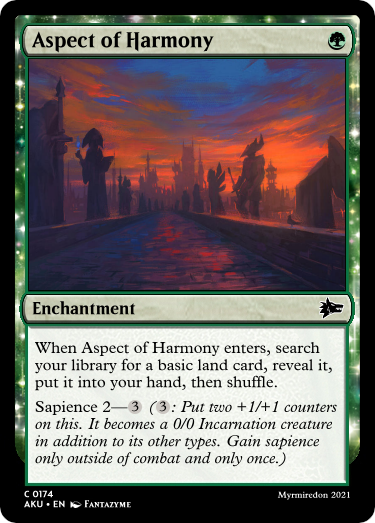 Aspect of Harmony
Enchantment
When Aspect of Harmony enters, search
your library for a basic land card, reveal it,
put it into your hand, then shuffle.
Sapience 2—3 (3: Put two +1/+1 counters
on this. It becomes a 0/0 Incarnation creature
in addition to its other types. Gain sapience
only outside of combat and only once.)
C 0174
AKU • EN Fantazyme
Myrmiredon 2021